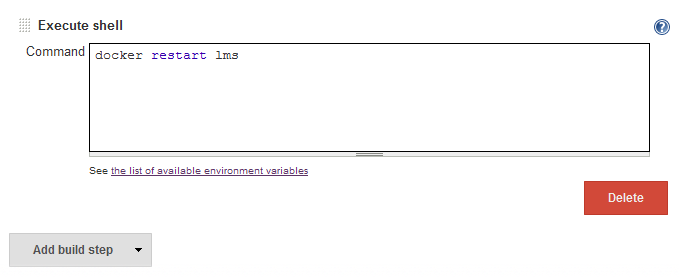 Execute shell
?
Command
docker restart lms
See the list of available environment variables
Delete
Add build step